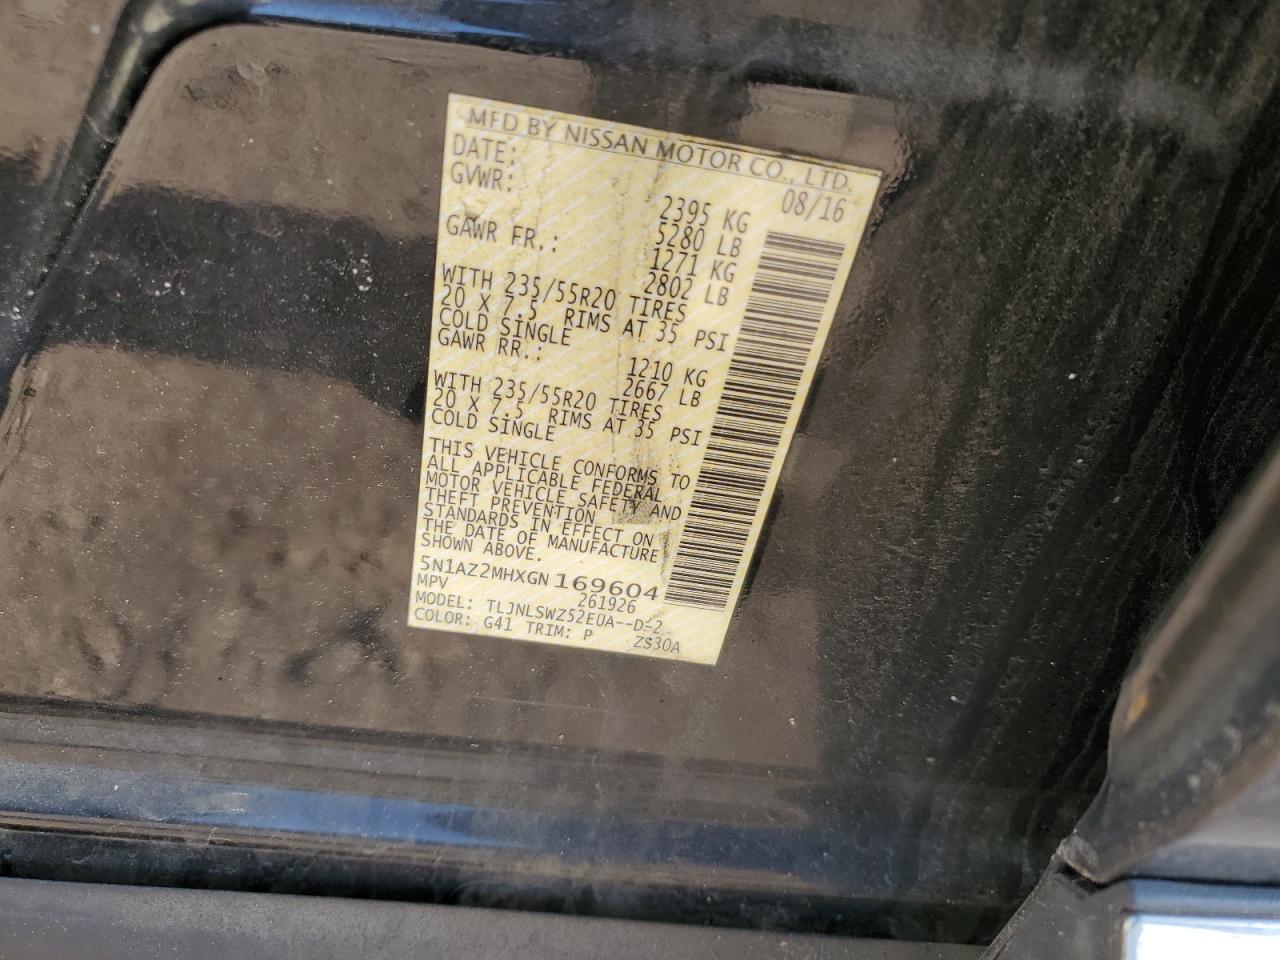 MFD BY NISSAN MOTOR CO., LTD.
DATE: 08/16
GVWR: 2395 KG
5280 LB
GAWR FR.: 1271 KG
2802 LB
WITH 235/55R20 TIRES
20 X 7.5 RIMS AT 35 PSI
COLD SINGLE
GAWR RR.: 1210 KG
2667 LB
WITH 235/55R20 TIRES
20 X 7.5 RIMS AT 35 PSI
COLD SINGLE
THIS VEHICLE CONFORMS TO
ALL APPLICABLE FEDERAL
MOTOR VEHICLE SAFETY AND
THEFT PREVENTION
STANDARDS IN EFFECT ON
THE DATE OF MANUFACTURE
SHOWN ABOVE.
5N1AZ2MHXGN 169604
MPV 261926
MODEL: TLJNLSWZ52EUA--D-2
COLOR: G41 TRIM: P ZS30A